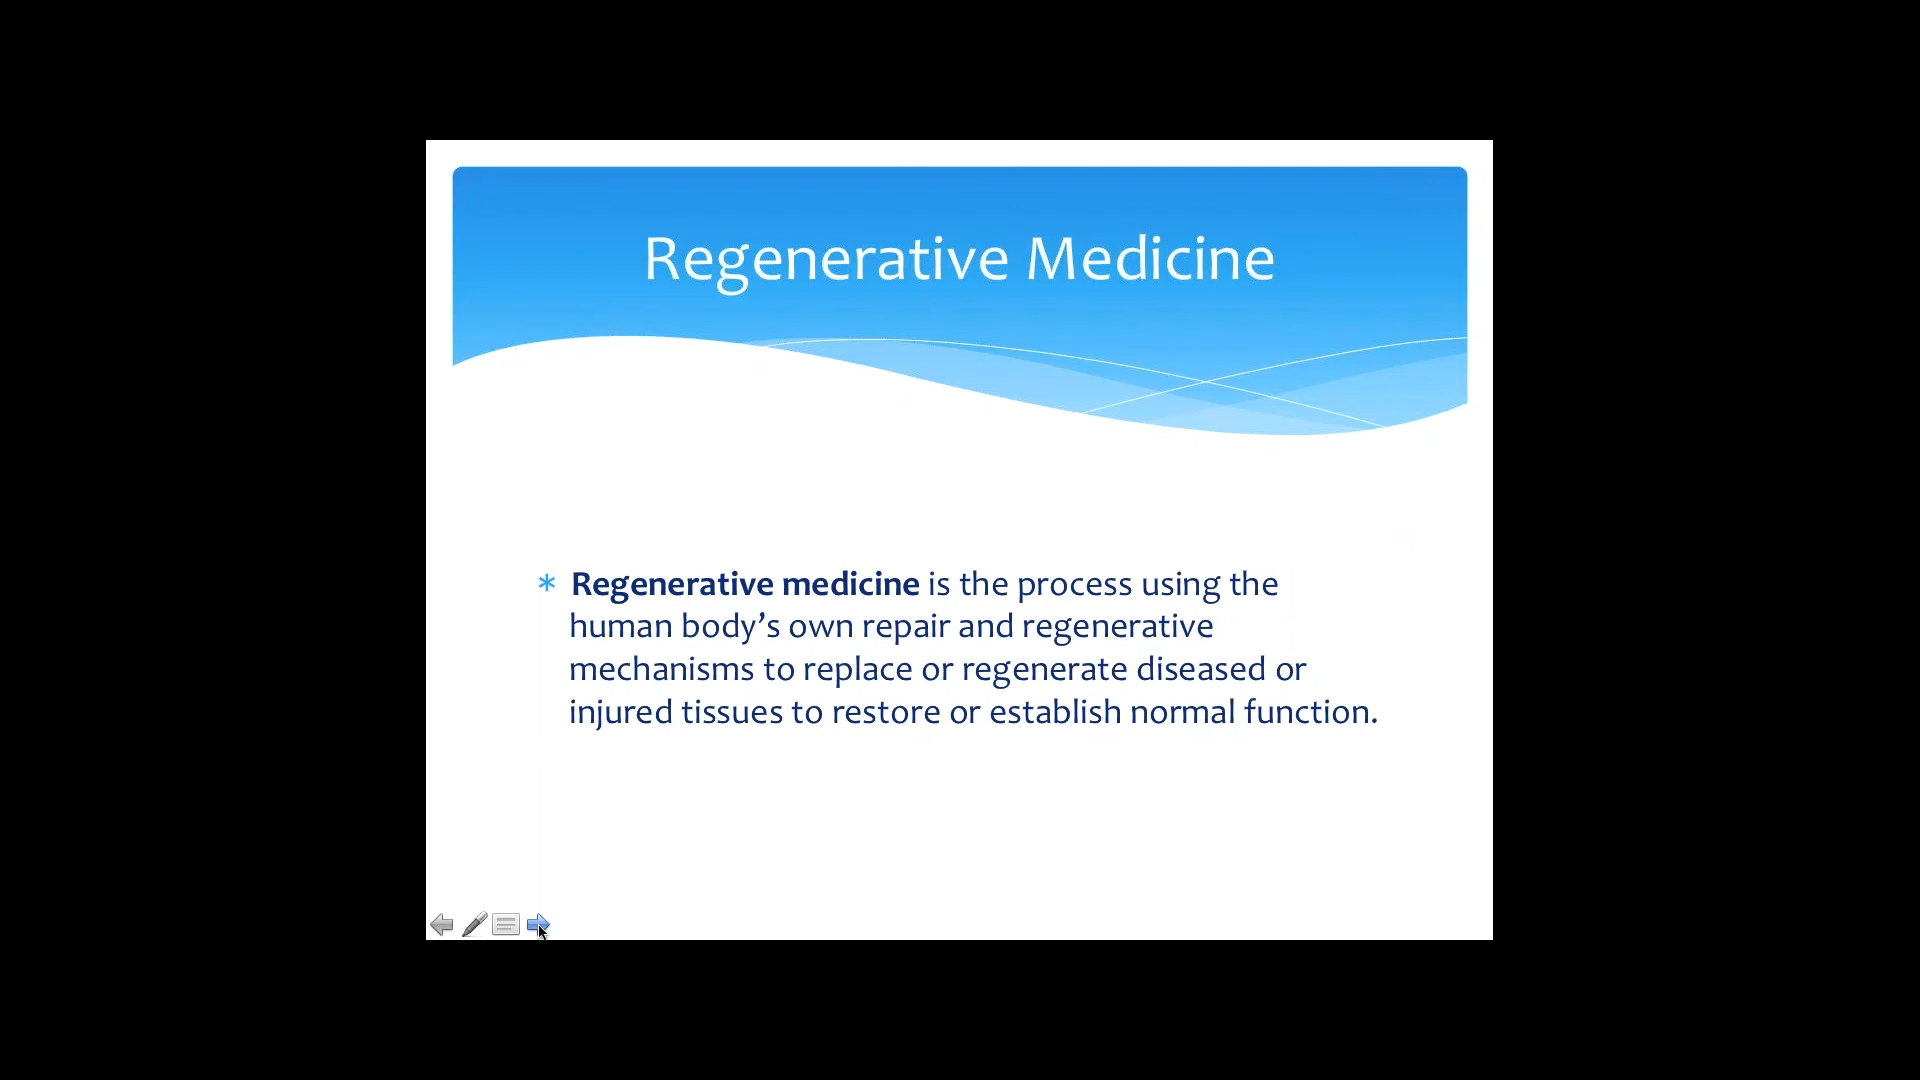 Regenerative Medicine
* Regenerative medicine is the process using the
human body’s own repair and regenerative
mechanisms to replace or regenerate diseased or
injured tissues to restore or establish normal function.